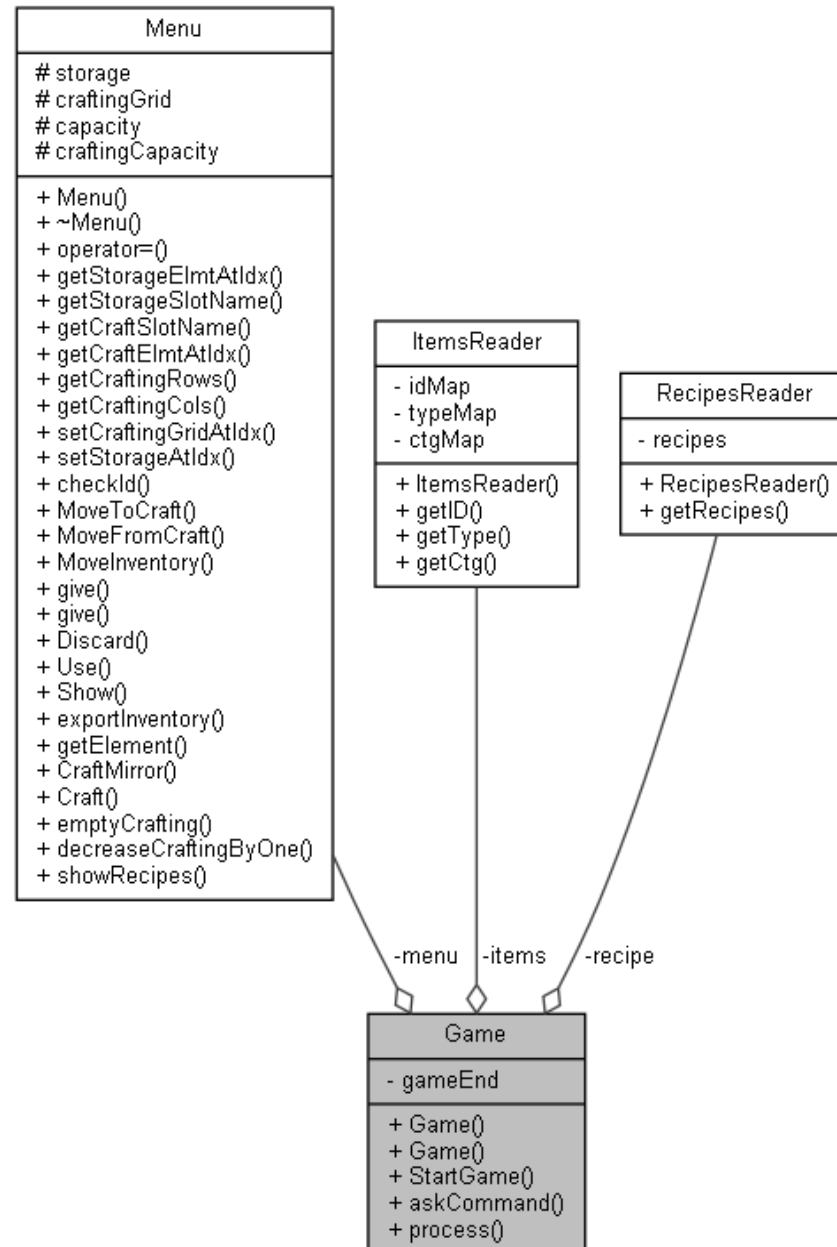 Menu
# storage
# craftingGrid
# capacity
# craftingCapacity
+ Menu()
+ ~Menu()
+ operator=()
+ getStorageElmtAtIdx()
+ getStorageSlotName()
+ getCraftSlotName()
+ getCraftElmtAtIdx()
+ getCraftingRows()
+ getCraftingCols()
+ setCraftingGridAtIdx()
+ setStorageAtIdx()
+ checkId()
+ MoveToCraft()
+ MoveFromCraft()
+ MoveInventory()
+ give()
+ give()
+ Discard()
+ Use()
+ Show()
+ exportInventory()
+ getElement()
+ CraftMirror()
+ Craft()
+ emptyCrafting()
+ decreaseCraftingByOne()
+ showRecipes()
ItemsReader
- idMap
- typeMap
- ctgMap
+ ItemsReader()
+ getID()
+ getType()
+ getCtg()
RecipesReader
- recipes
+ RecipesReader()
+ getRecipes()
-menu
-items
-recipe
Game
- gameEnd
+ Game()
+ Game()
+ StartGame()
+ askCommand()
+ process()